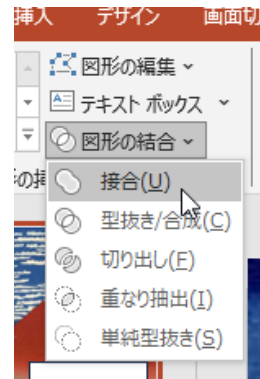 挿入 デザイン 画面切
図形の編集
テキスト ボックス
図形の結合
の挿
接合(U)
型抜き/合成(C)
切り出し(F)
重なり抽出(I)
単純型抜き(S)